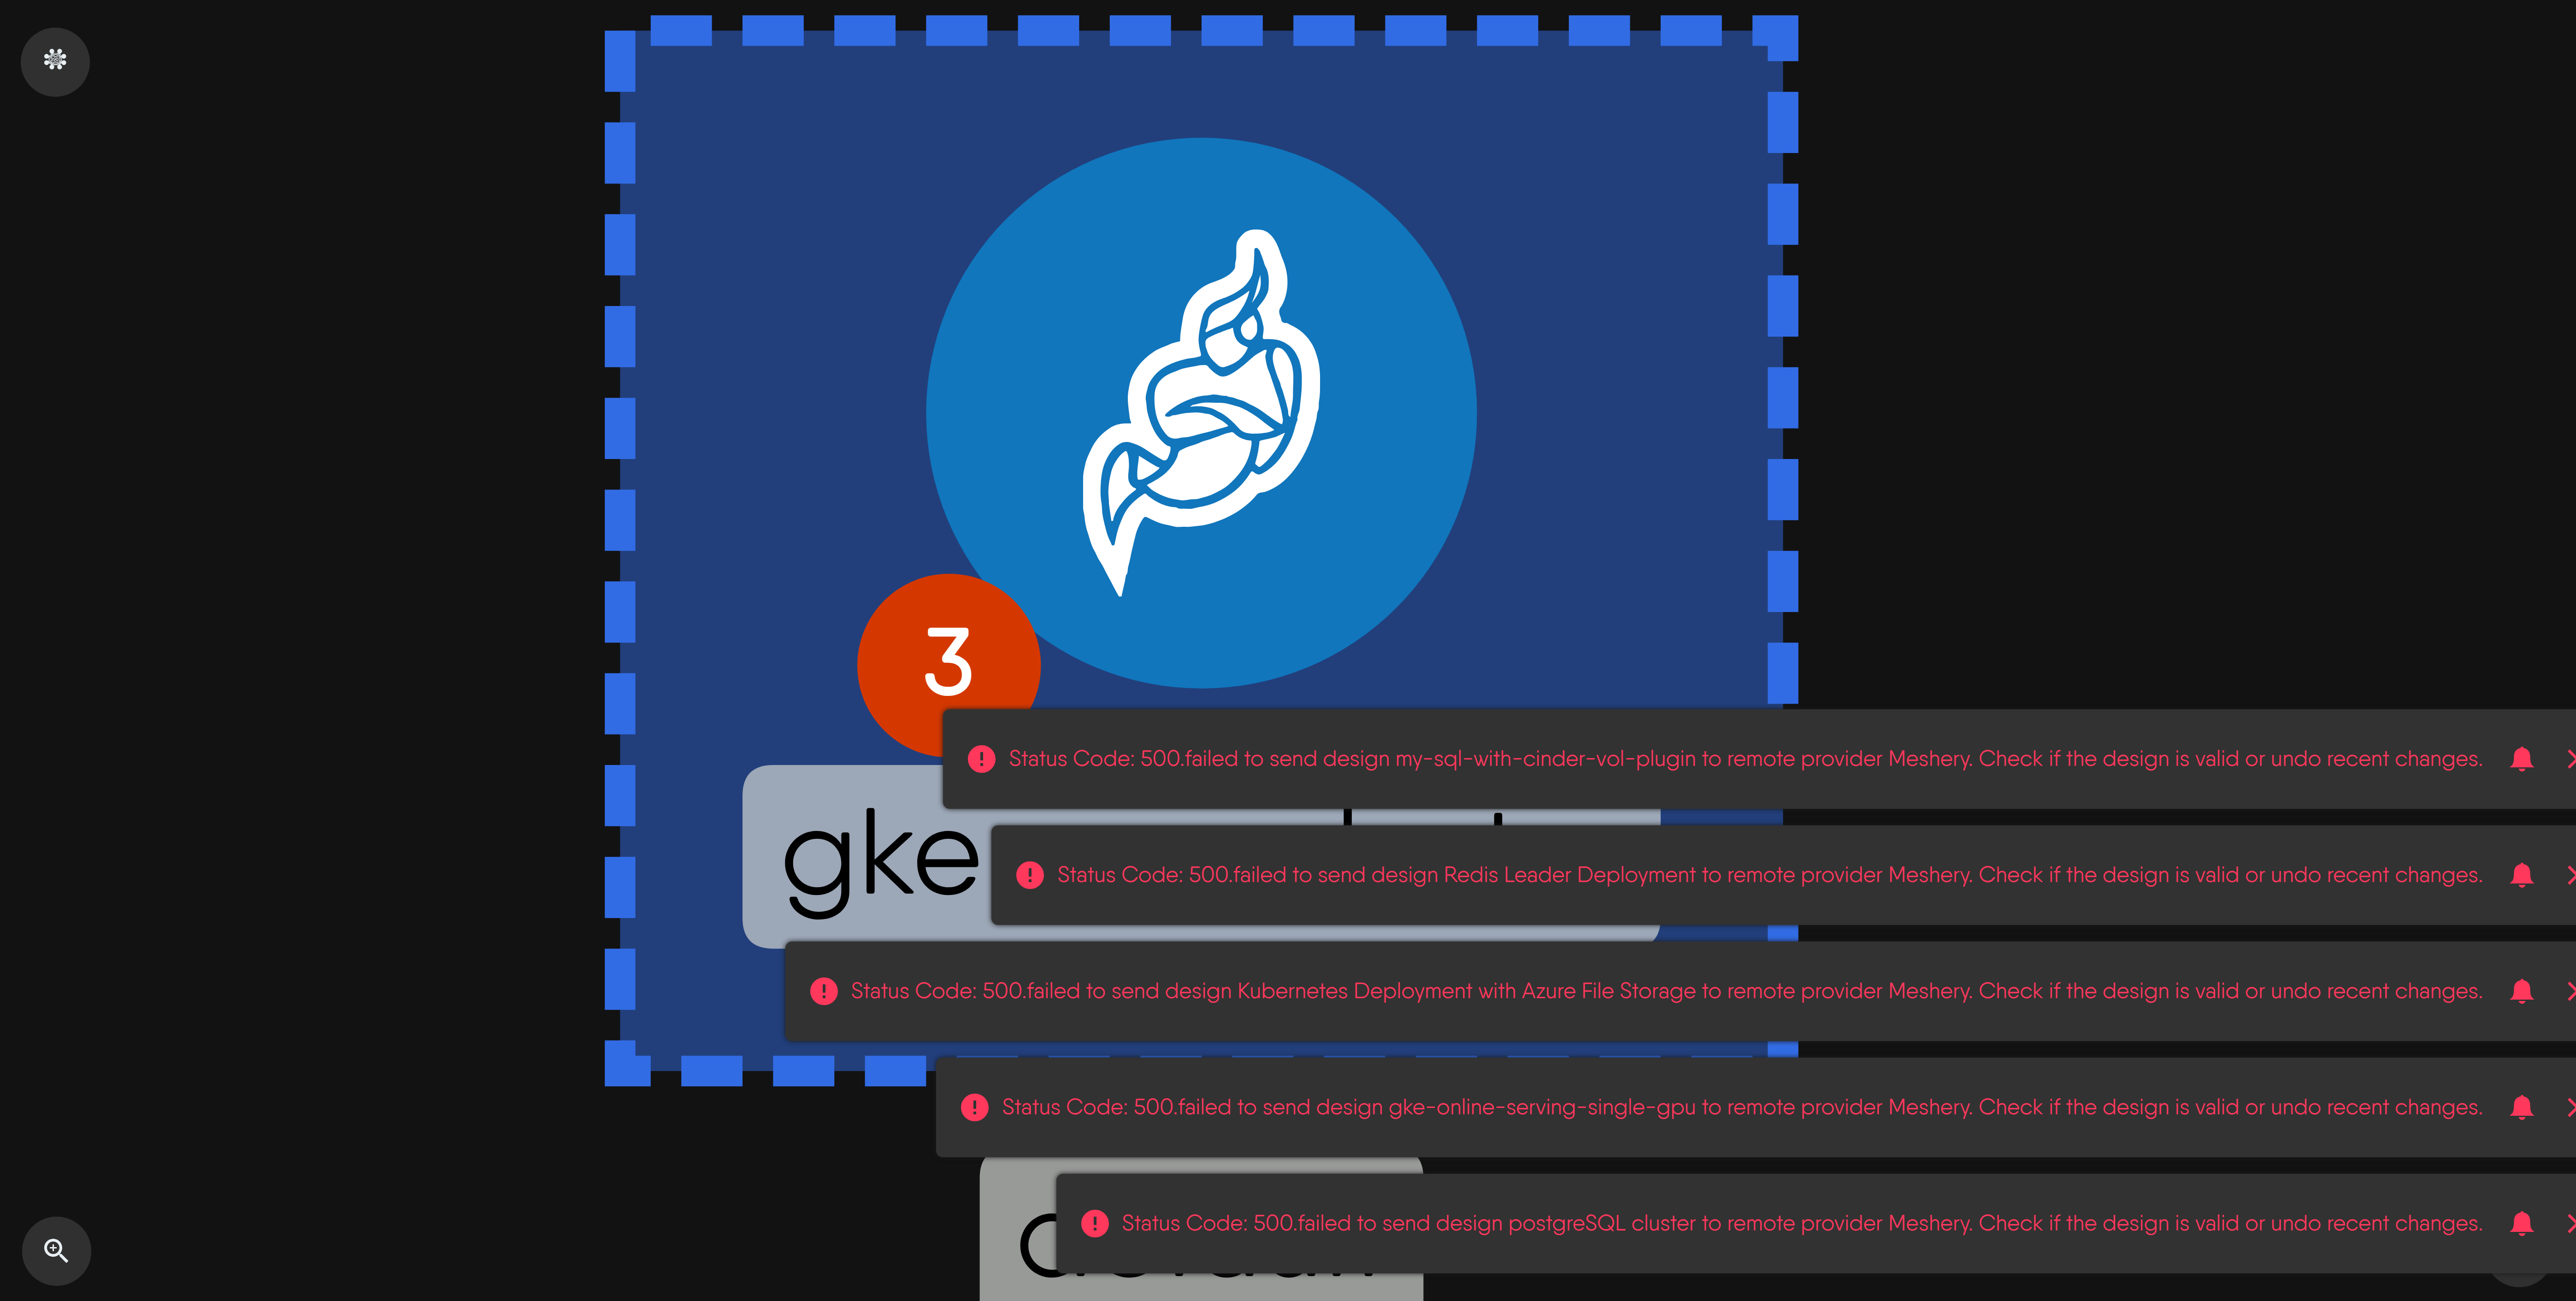 3
Status Code: 500.failed to send design my-sql-with-cinder-vol-plugin to remote provider Meshery. Check if the design is valid or undo recent changes.
gke
Status Code: 500.failed to send design Redis Leader Deployment to remote provider Meshery. Check if the design is valid or undo recent changes.
Status Code: 500.failed to send design Kubernetes Deployment with Azure File Storage to remote provider Meshery. Check if the design is valid or undo recent changes.
Status Code: 500.failed to send design gke-online-serving-single-gpu to remote provider Meshery. Check if the design is valid or undo recent changes.
Status Code: 500.failed to send design postgreSQL cluster to remote provider Meshery. Check if the design is valid or undo recent changes.